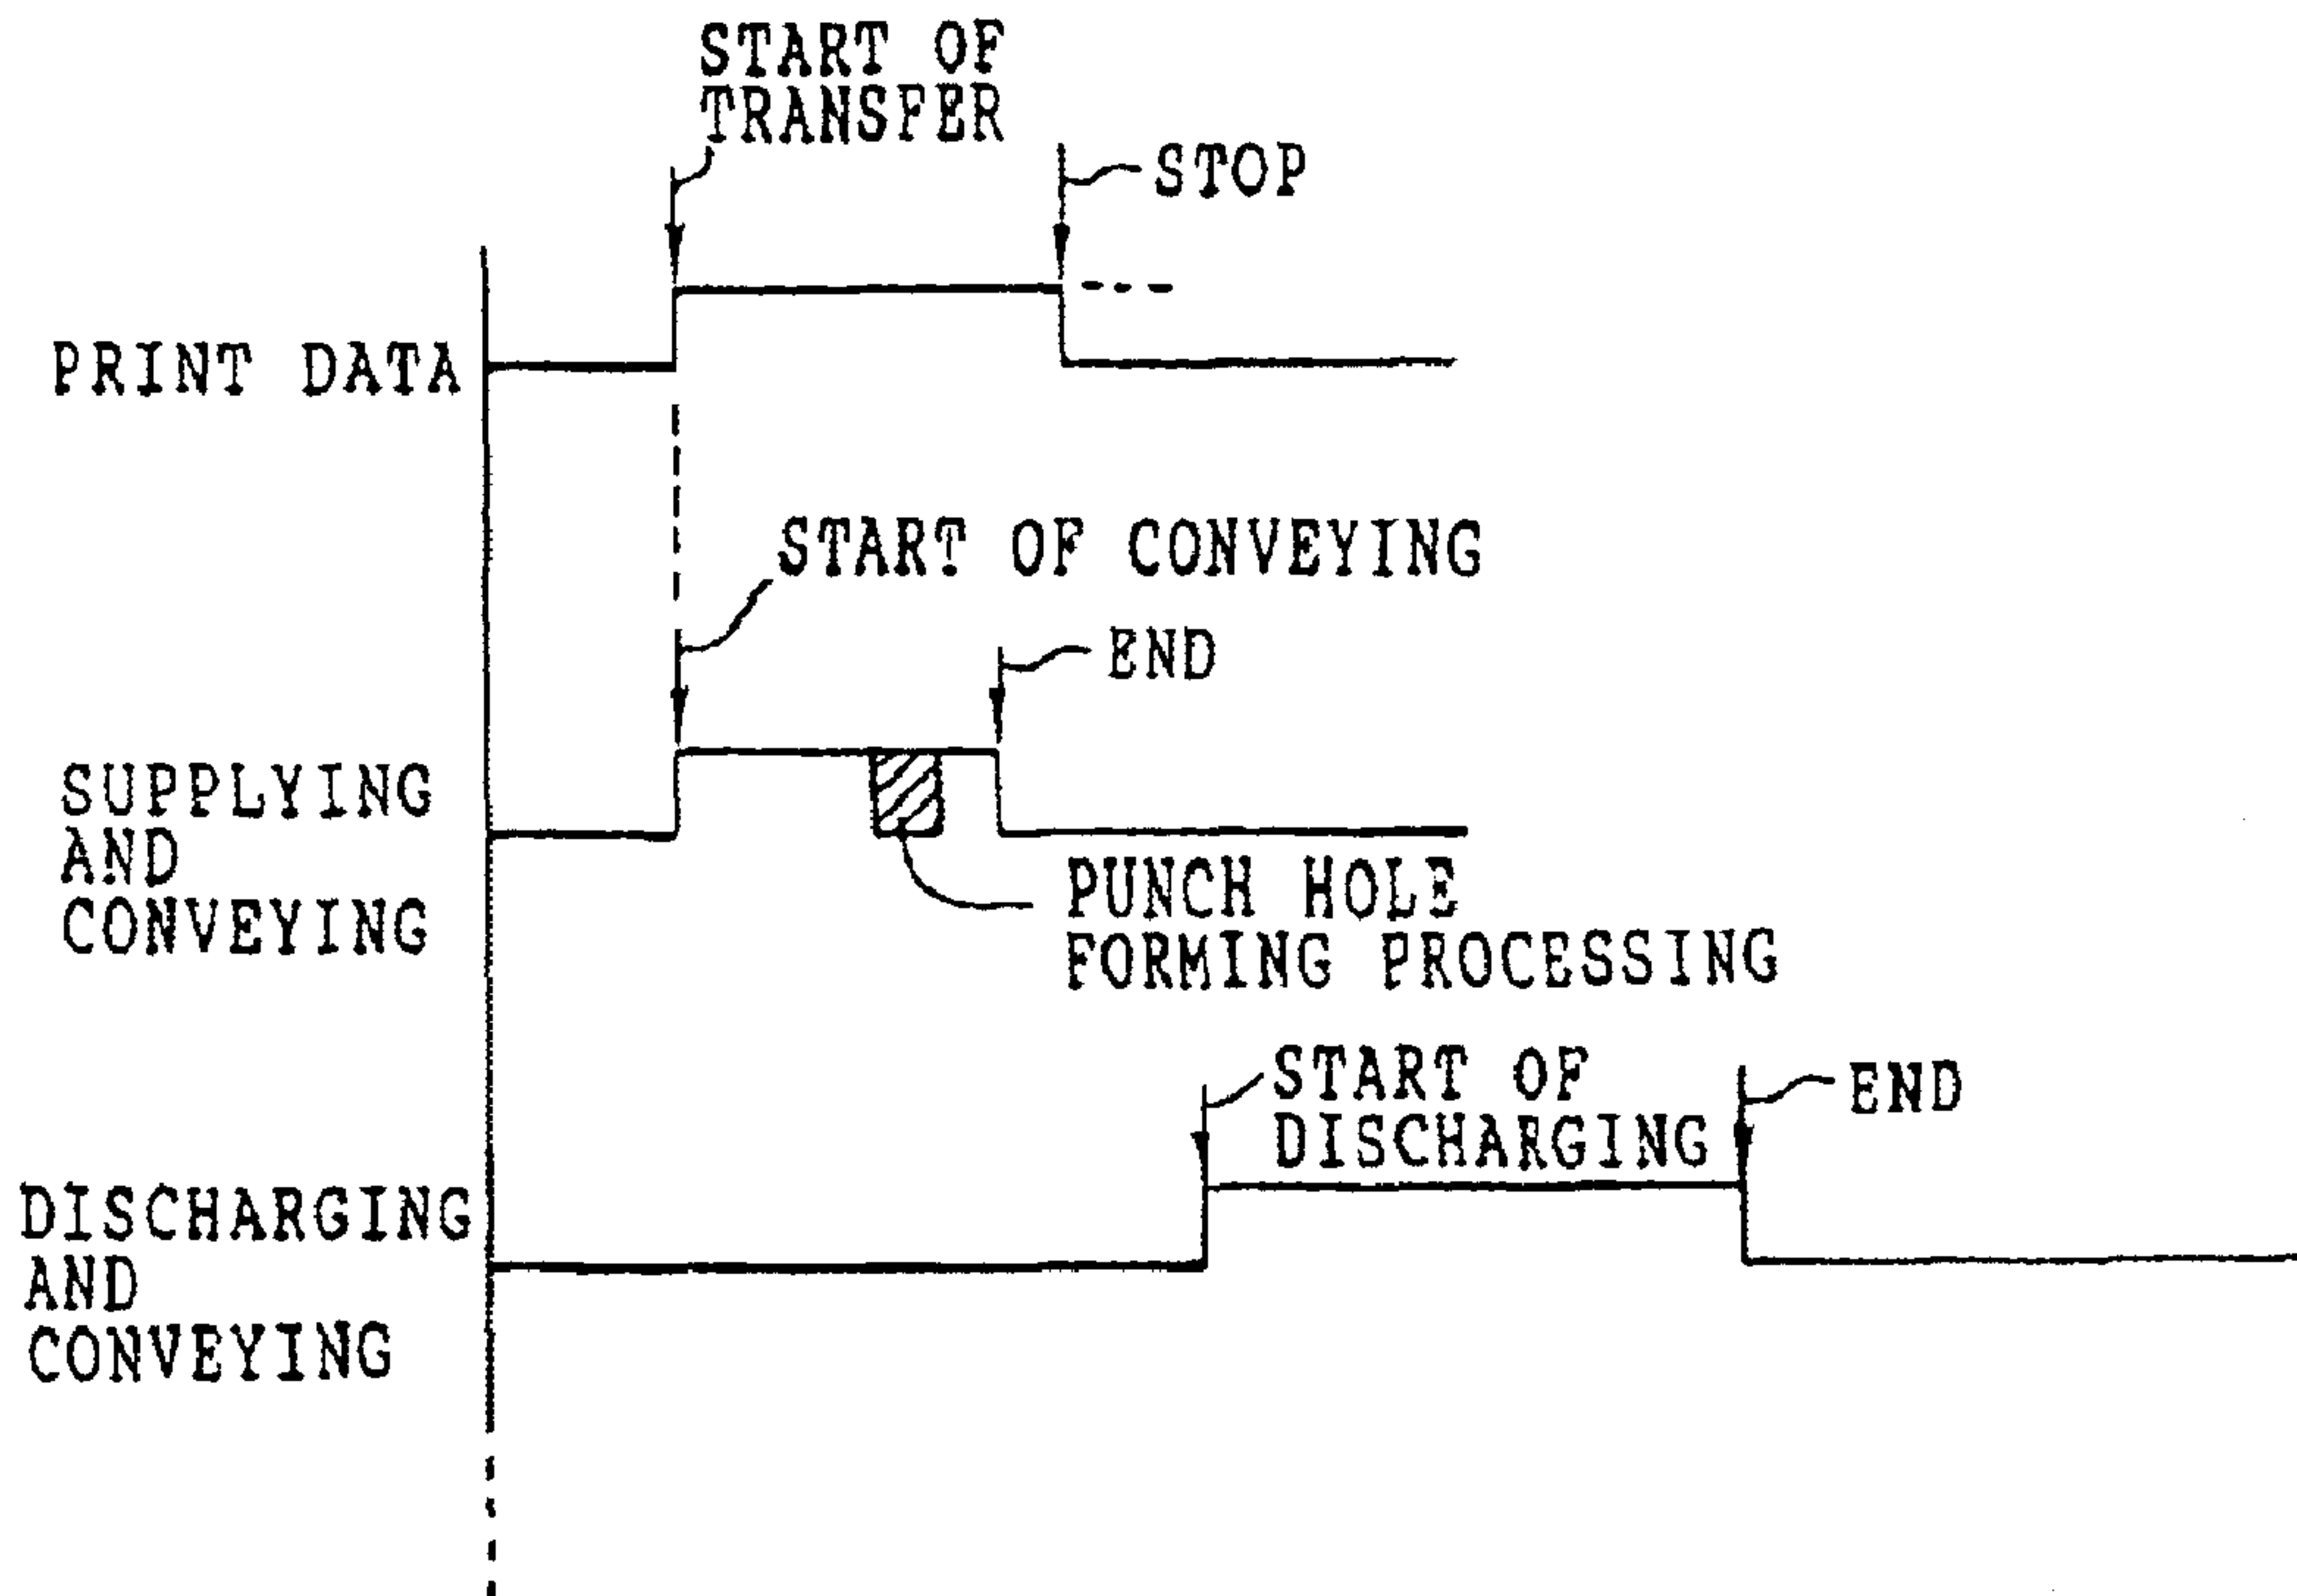 START OF
TRANSFER
STOP
PRINT DATA
START OF CONVEYING
END
SUPPLYING
AND
CONVEYING
PUNCH HOLE
FORMING PROCESSING
START OF
DISCHARGING
END
DISCHARGING
AND
CONVEYING